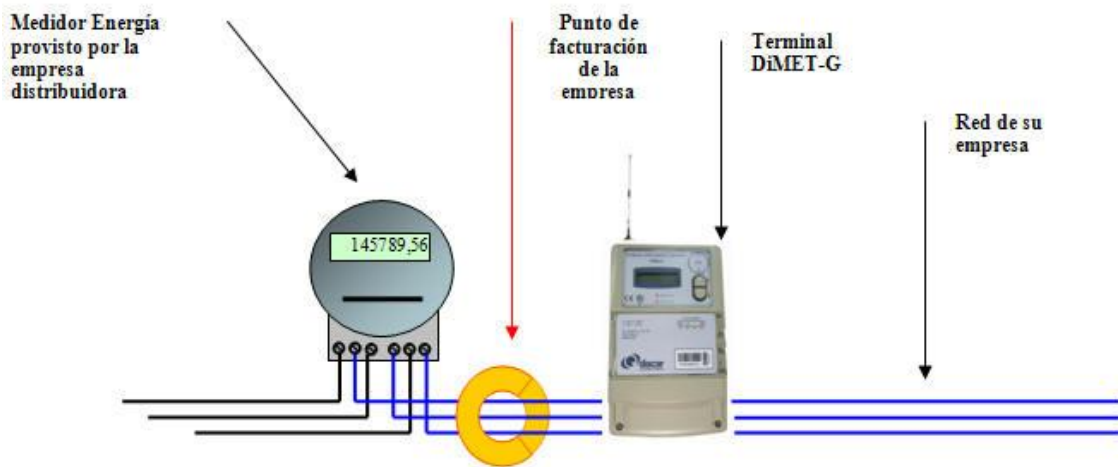 Medidor Energía
provisto por la
empresa
distribuidora
Punto de
facturación
de la
empresa
Terminal
DiMET-G
Red de su
empresa
145789,56